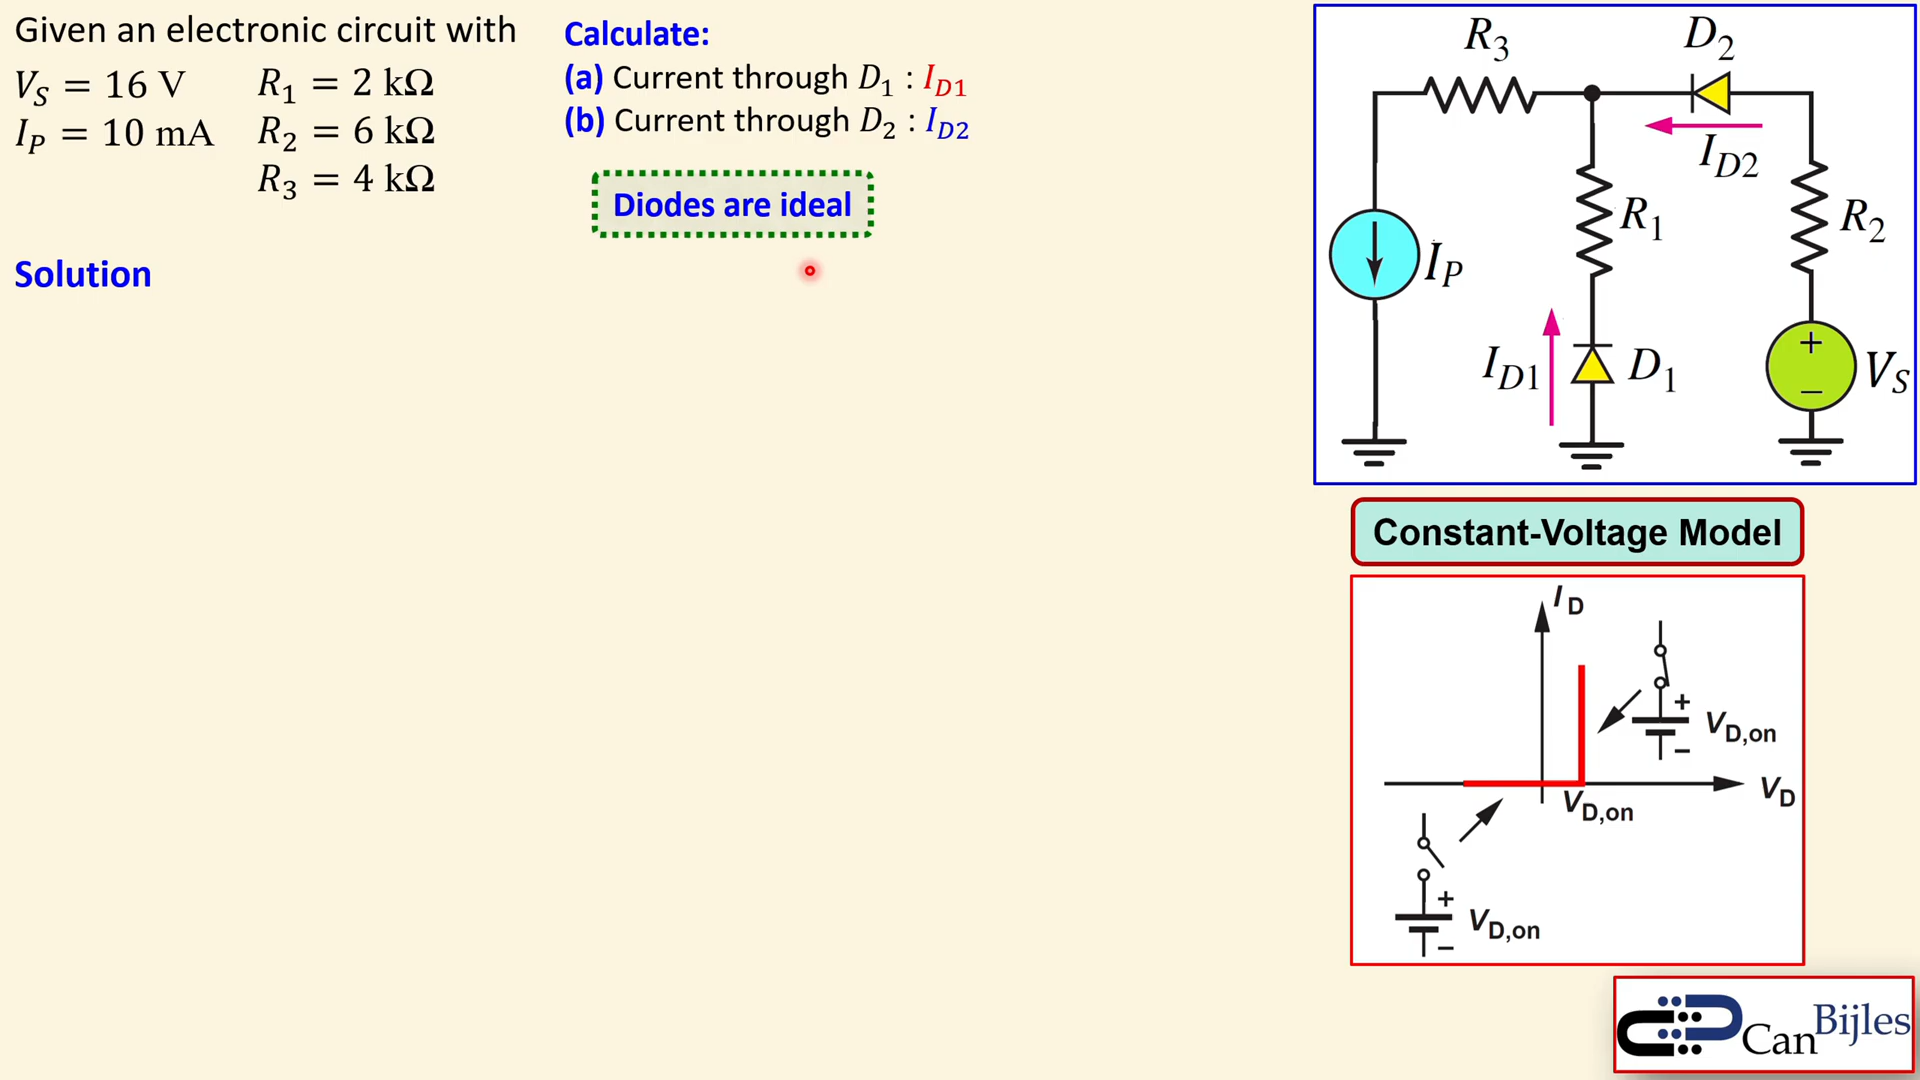 Given an electronic circuit with
V_S = 16 V
I_P = 10 mA
R_1 = 2 kΩ
R_2 = 6 kΩ
R_3 = 4 kΩ
Calculate:
(a) Current through D_1 : I_D1
(b) Current through D_2 : I_D2
Diodes are ideal
Solution
R_3
D_2
I_D2
R_1
R_2
I_P
I_D1
D_1
+
−
V_S
Constant-Voltage Model
I_D
+
−
V_D,on
V_D
V_D,on
+
−
V_D,on
Can Bijles